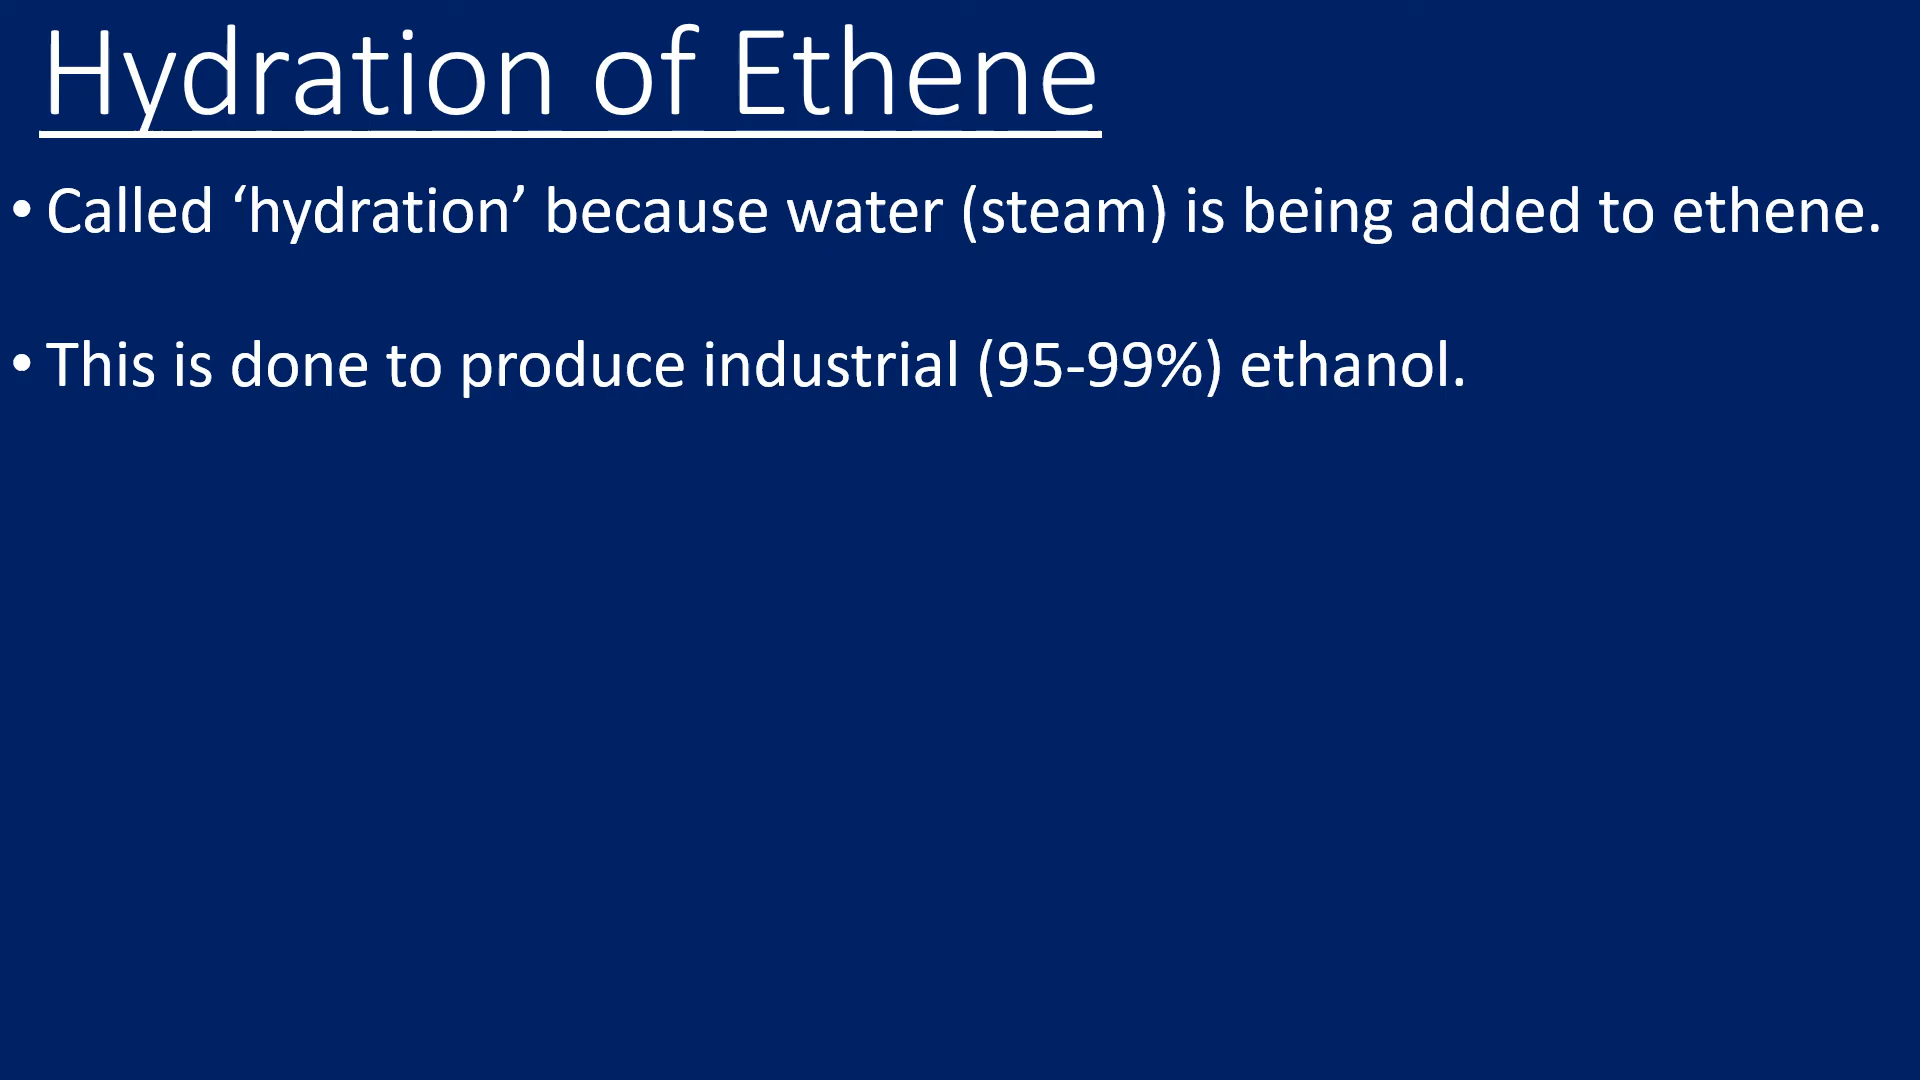 Hydration of Ethene
• Called ‘hydration’ because water (steam) is being added to ethene.
• This is done to produce industrial (95-99%) ethanol.